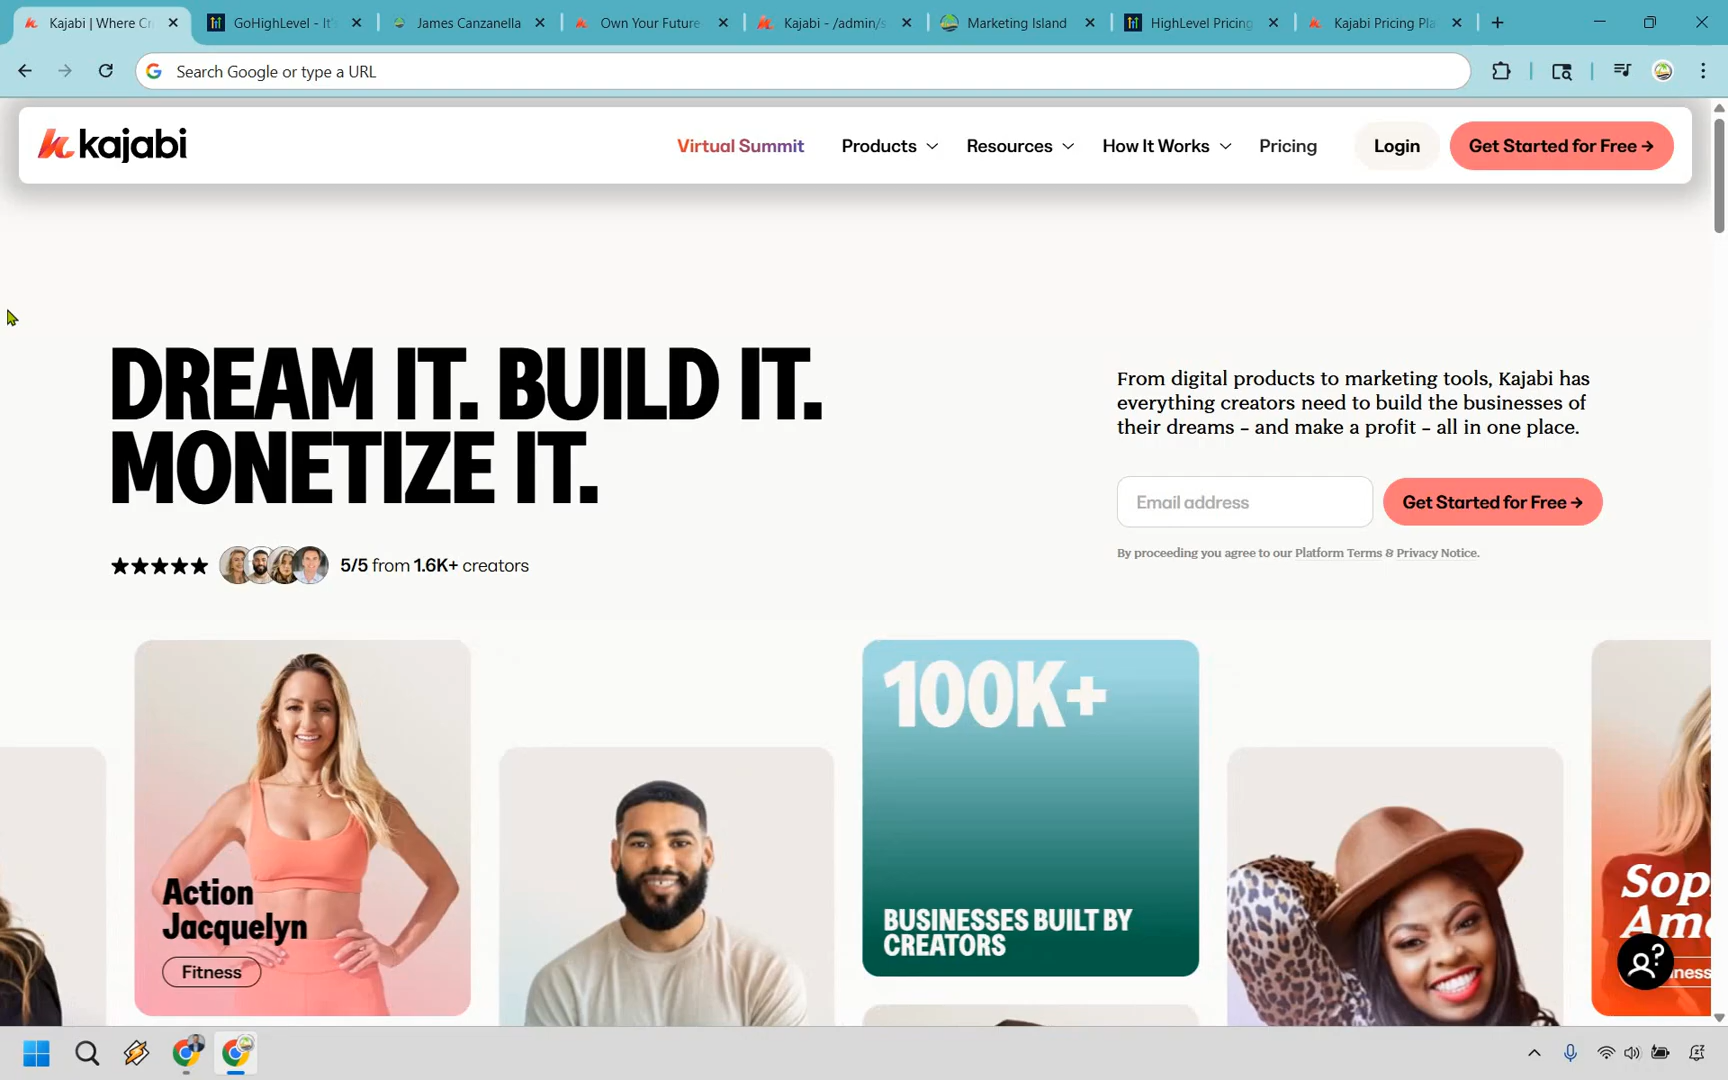 Kajabi | Where Cr
GoHighLevel - It's
James Canzanella
Own Your Future
Kajabi - /admin/s
Marketing Island
HighLevel Pricing
Kajabi Pricing Pla
Search Google or type a URL
kajabi
Virtual Summit
Products
Resources
How It Works
Pricing
Login
Get Started for Free →
DREAM IT. BUILD IT.
MONETIZE IT.
From digital products to marketing tools, Kajabi has
everything creators need to build the businesses of
their dreams – and make a profit – all in one place.
Email address
Get Started for Free →
By proceeding you agree to our Platform Terms & Privacy Notice.
5/5 from 1.6K+ creators
Action
Jacquelyn
Fitness
100K+
BUSINESSES BUILT BY
CREATORS